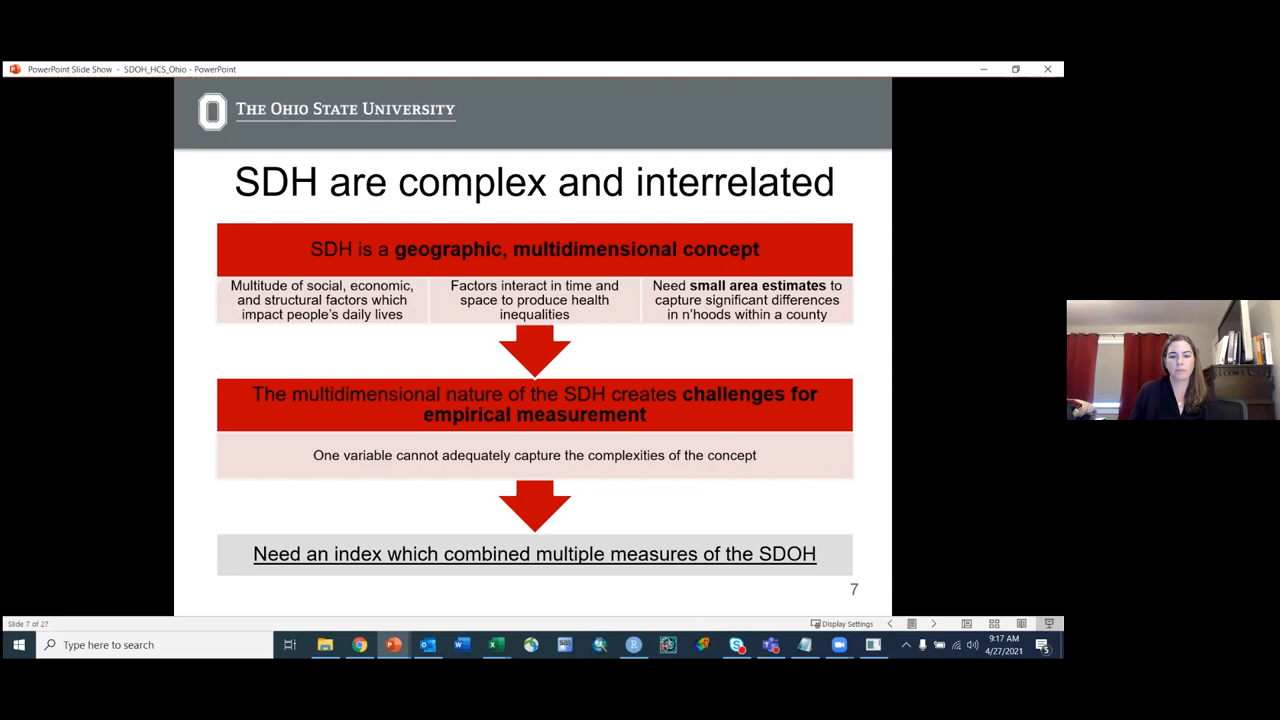 PowerPoint Slide Show - SDOH_HCS_Ohio - PowerPoint
THE OHIO STATE UNIVERSITY
SDH are complex and interrelated
SDH is a geographic, multidimensional concept
Multitude of social, economic,
and structural factors which
impact people's daily lives
Factors interact in time and
space to produce health
inequalities
Need small area estimates to
capture significant differences
in n'hoods within a county
The multidimensional nature of the SDH creates challenges for
empirical measurement
One variable cannot adequately capture the complexities of the concept
Need an index which combined multiple measures of the SDOH
7
Slide 7 of 27
Display Settings
Type here to search
9:17 AM
4/27/2021
5